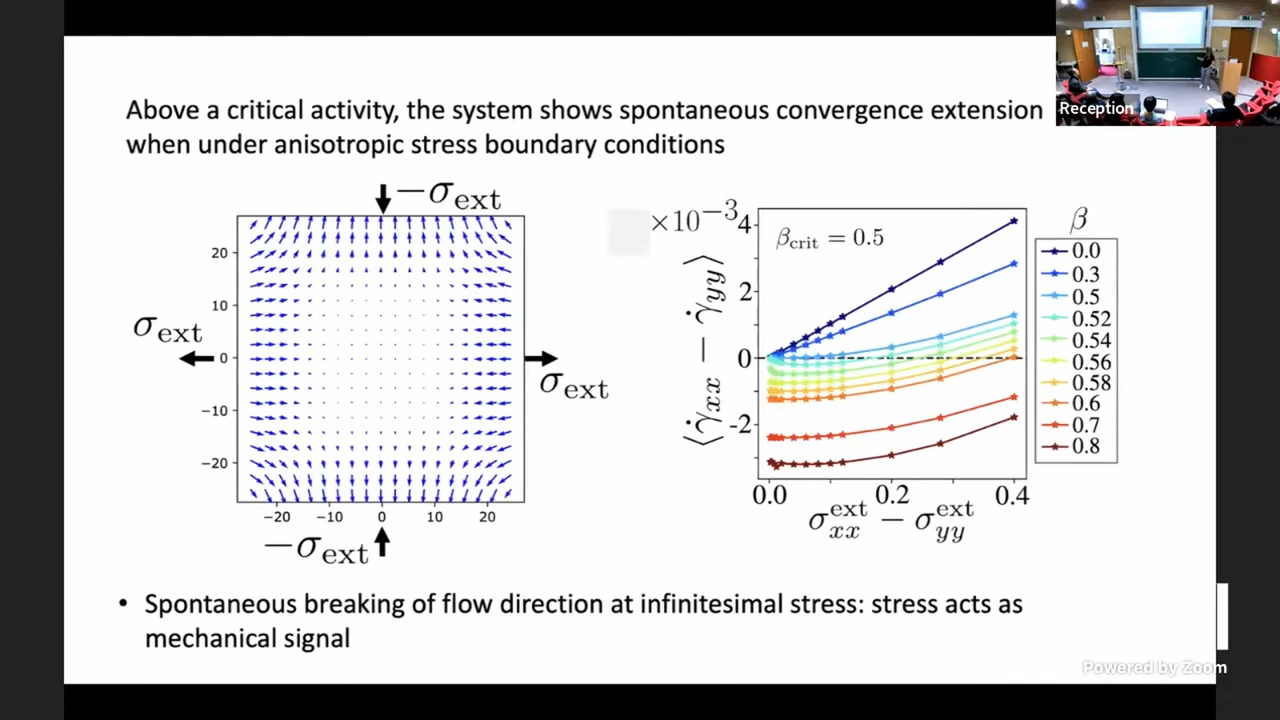 Above a critical activity, the system shows spontaneous convergence extension
when under anisotropic stress boundary conditions
Reception
−σext
σext
σext
−σext
20
10
0
−10
−20
−20 −10 0 10 20
×10−3
⟨γ̇xx − γ̇yy⟩
4
2
0
-2
βcrit = 0.5
0.0 0.2 0.4
σxx^ext − σyy^ext
β
0.0
0.3
0.5
0.52
0.54
0.56
0.58
0.6
0.7
0.8
• Spontaneous breaking of flow direction at infinitesimal stress: stress acts as
mechanical signal
Powered by Zoom